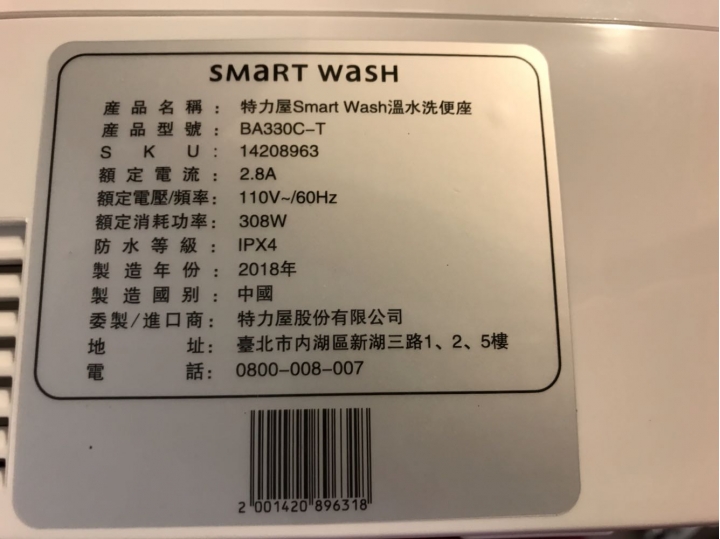 SMART WASH
產品名稱：特力屋Smart Wash溫水洗便座
產品型號：BA330C-T
SKU：14208963
額定電流：2.8A
額定電壓/頻率：110V~/60Hz
額定消耗功率：308W
防水等級：IPX4
製造年份：2018年
製造國別：中國
委製/進口商：特力屋股份有限公司
地址：臺北市內湖區新湖三路1、2、5樓
電話：0800-008-007
2 001420 896318